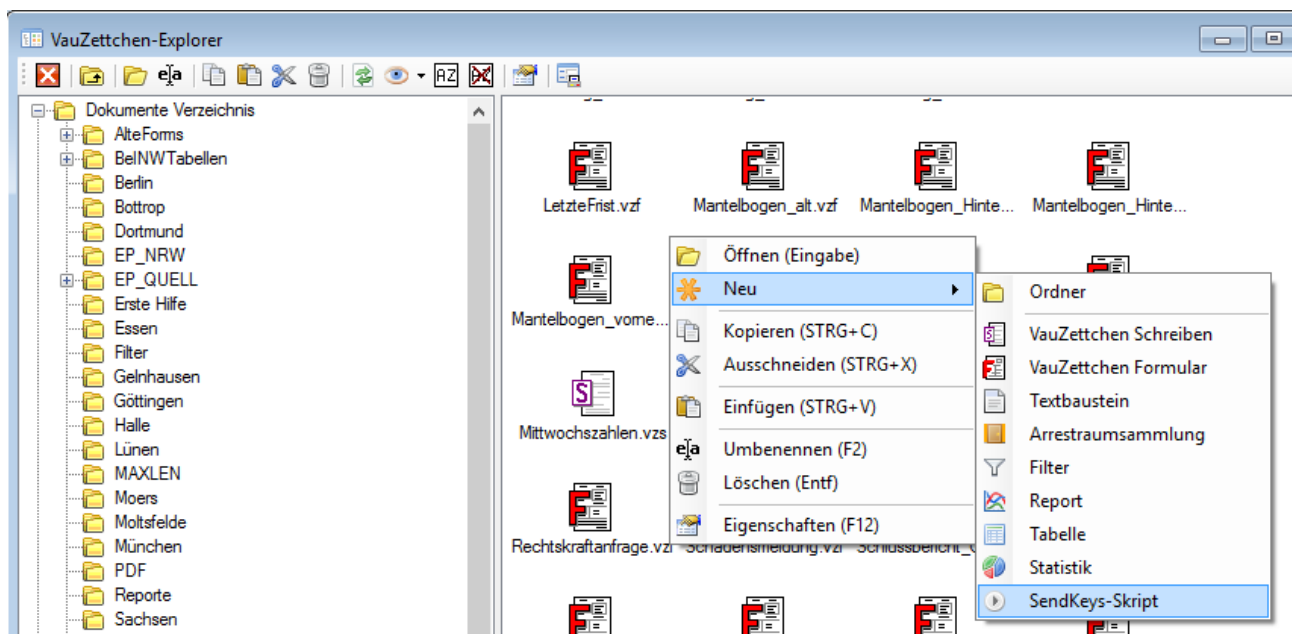 VauZettchen-Explorer
Dokumente Verzeichnis
AlteForms
BelNWTabellen
Berlin
Bottrop
Dortmund
EP_NRW
EP_QUELL
Erste Hilfe
Essen
Filter
Gelnhausen
Göttingen
Halle
Lünen
MAXLEN
Moers
Moltsfelde
München
PDF
Reporte
Sachsen
LetzteFrist.vzf
Mantelbogen_alt.vzf
Mantelbogen_Hinte...
Mantelbogen_Hinte...
Mantelbogen_vorne...
Mittwochszahlen.vzs
Rechtskraftanfrage.vzf
Schadensmeldung.vzf
Öffnen (Eingabe)
Neu
Kopieren (STRG+C)
Ausschneiden (STRG+X)
Einfügen (STRG+V)
Umbenennen (F2)
Löschen (Entf)
Eigenschaften (F12)
Ordner
VauZettchen Schreiben
VauZettchen Formular
Textbaustein
Arrestraumsammlung
Filter
Report
Tabelle
Statistik
SendKeys-Skript